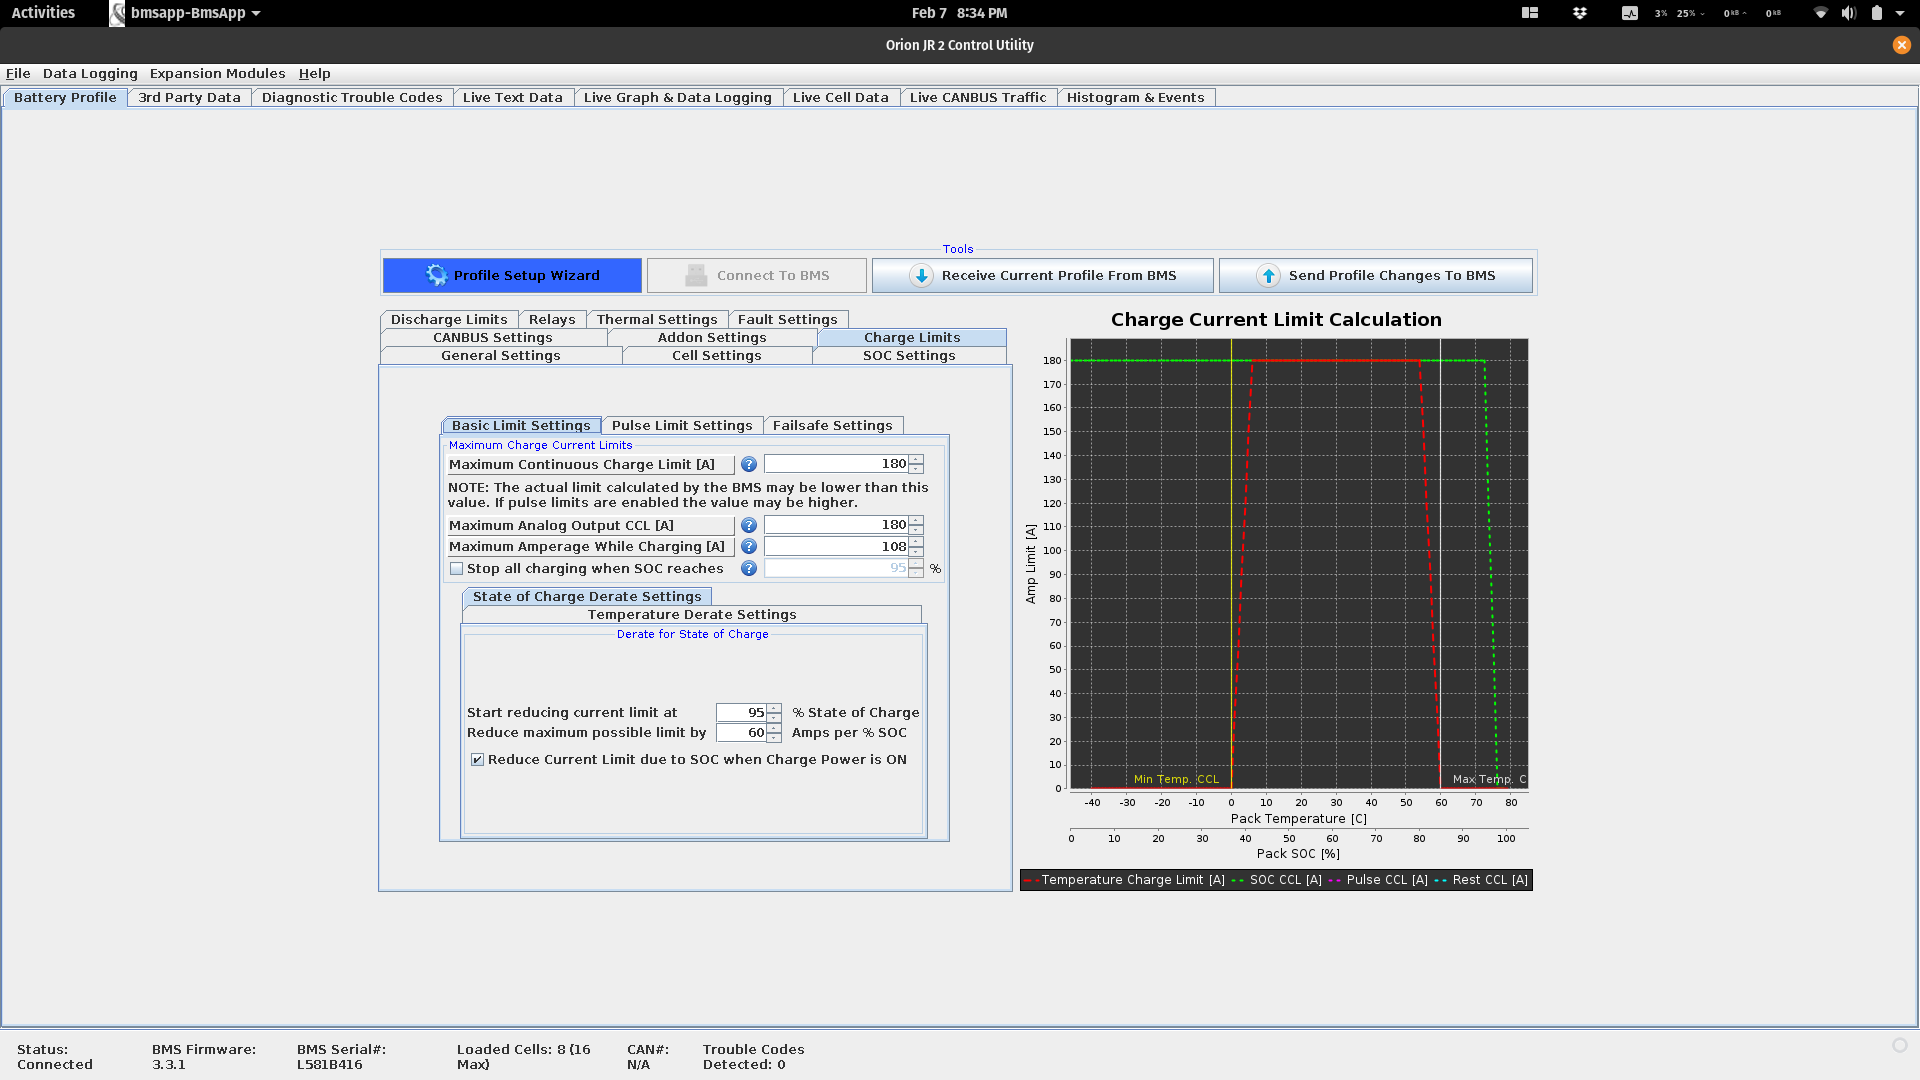 Activities
bmsapp-BmsApp
Feb 7 8:34 PM
3% 25%
0 kB 0 kB
Orion JR 2 Control Utility
File Data Logging Expansion Modules Help
Battery Profile 3rd Party Data Diagnostic Trouble Codes Live Text Data Live Graph & Data Logging Live Cell Data Live CANBUS Traffic Histogram & Events
Tools
Profile Setup Wizard Connect To BMS Receive Current Profile From BMS Send Profile Changes To BMS
Discharge Limits Relays Thermal Settings Fault Settings
CANBUS Settings Addon Settings Charge Limits
General Settings Cell Settings SOC Settings
Basic Limit Settings Pulse Limit Settings Failsafe Settings
Maximum Charge Current Limits
Maximum Continuous Charge Limit [A] ? 180
NOTE: The actual limit calculated by the BMS may be lower than this
value. If pulse limits are enabled the value may be higher.
Maximum Analog Output CCL [A] ? 180
Maximum Amperage While Charging [A] ? 108
Stop all charging when SOC reaches ? 95 %
State of Charge Derate Settings
Temperature Derate Settings
Derate for State of Charge
Start reducing current limit at 95 % State of Charge
Reduce maximum possible limit by 60 Amps per % SOC
Reduce Current Limit due to SOC when Charge Power is ON
Charge Current Limit Calculation
Amp Limit [A]
180
170
160
150
140
130
120
110
100
90
80
70
60
50
40
30
20
10
0
Min Temp. CCL Max Temp. C
-40 -30 -20 -10 0 10 20 30 40 50 60 70 80
Pack Temperature [C]
0 10 20 30 40 50 60 70 80 90 100
Pack SOC [%]
Temperature Charge Limit [A] SOC CCL [A] Pulse CCL [A] Rest CCL [A]
Status:
Connected
BMS Firmware:
3.3.1
BMS Serial#:
L581B416
Loaded Cells: 8 (16
Max)
CAN#:
N/A
Trouble Codes
Detected: 0